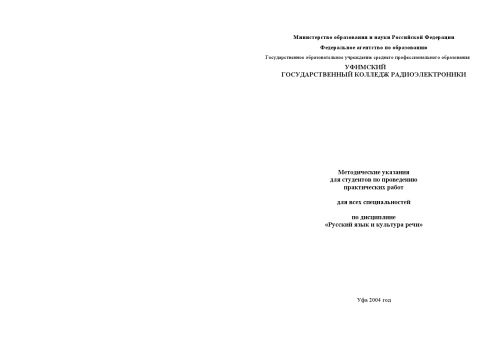 Министерство образования и науки Российской Федерации
Федеральное агентство по образованию
Государственное образовательное учреждение среднего профессионального образования
УФИМСКИЙ
ГОСУДАРСТВЕННЫЙ КОЛЛЕДЖ РАДИОЭЛЕКТРОНИКИ
Методические указания
для студентов по проведению
практических работ
для всех специальностей
по дисциплине
«Русский язык и культура речи»
Уфа 2004 год